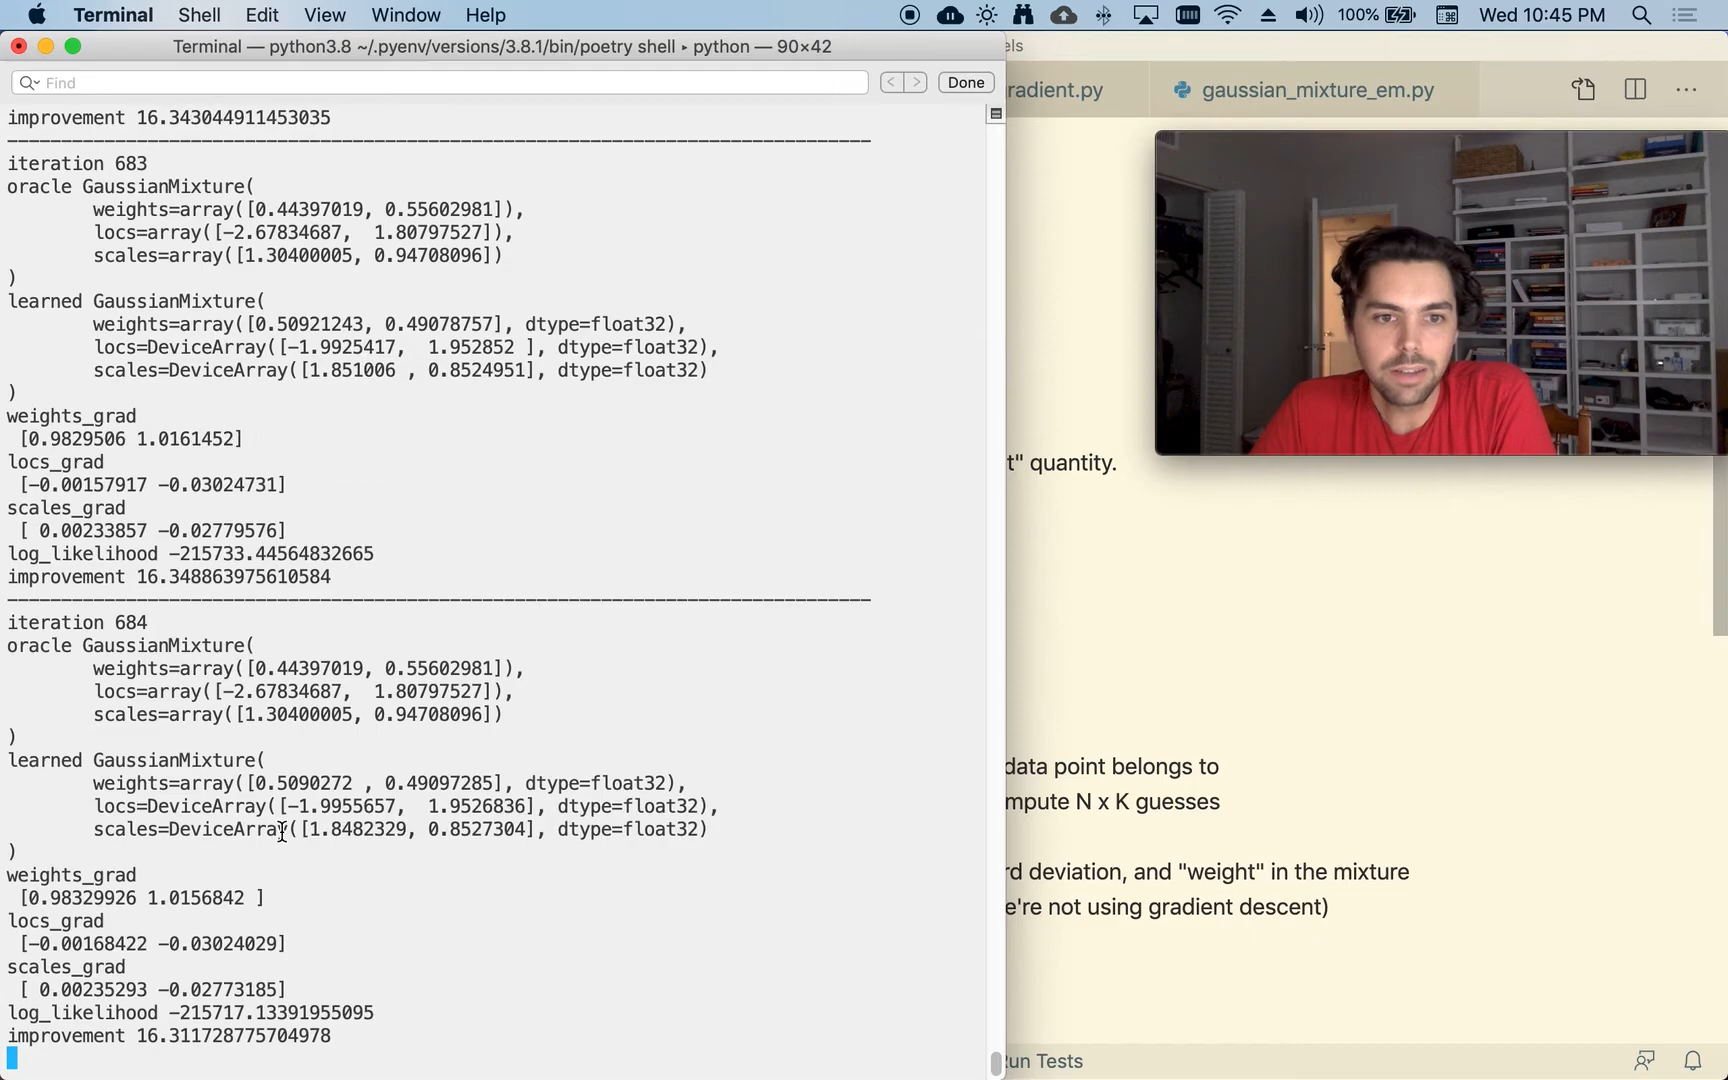 Terminal Shell Edit View Window Help 100% Wed 10:45 PM
Terminal — python3.8 ~/.pyenv/versions/3.8.1/bin/poetry shell ▸ python — 90×42
Find Done
improvement 16.343044911453035
--------------------------------------------------------------------------------
iteration 683
oracle GaussianMixture(
weights=array([0.44397019, 0.55602981]),
locs=array([-2.67834687,  1.80797527]),
scales=array([1.30400005, 0.94708096])
)
learned GaussianMixture(
weights=array([0.50921243, 0.49078757], dtype=float32),
locs=DeviceArray([-1.9925417,  1.952852 ], dtype=float32),
scales=DeviceArray([1.851006 , 0.8524951], dtype=float32)
)
weights_grad
[0.9829506 1.0161452]
locs_grad
[-0.00157917 -0.03024731]
scales_grad
[ 0.00233857 -0.02779576]
log_likelihood -215733.44564832665
improvement 16.348863975610584
--------------------------------------------------------------------------------
iteration 684
oracle GaussianMixture(
weights=array([0.44397019, 0.55602981]),
locs=array([-2.67834687,  1.80797527]),
scales=array([1.30400005, 0.94708096])
)
learned GaussianMixture(
weights=array([0.5090272 , 0.49097285], dtype=float32),
locs=DeviceArray([-1.9955657,  1.9526836], dtype=float32),
scales=DeviceArray([1.8482329, 0.8527304], dtype=float32)
)
weights_grad
[0.98329926 1.0156842 ]
locs_grad
[-0.00168422 -0.03024029]
scales_grad
[ 0.00235293 -0.02773185]
log_likelihood -215717.13391955095
improvement 16.311728775704978
els
radient.py gaussian_mixture_em.py
t" quantity.
data point belongs to
mpute N x K guesses
rd deviation, and "weight" in the mixture
e're not using gradient descent)
Run Tests